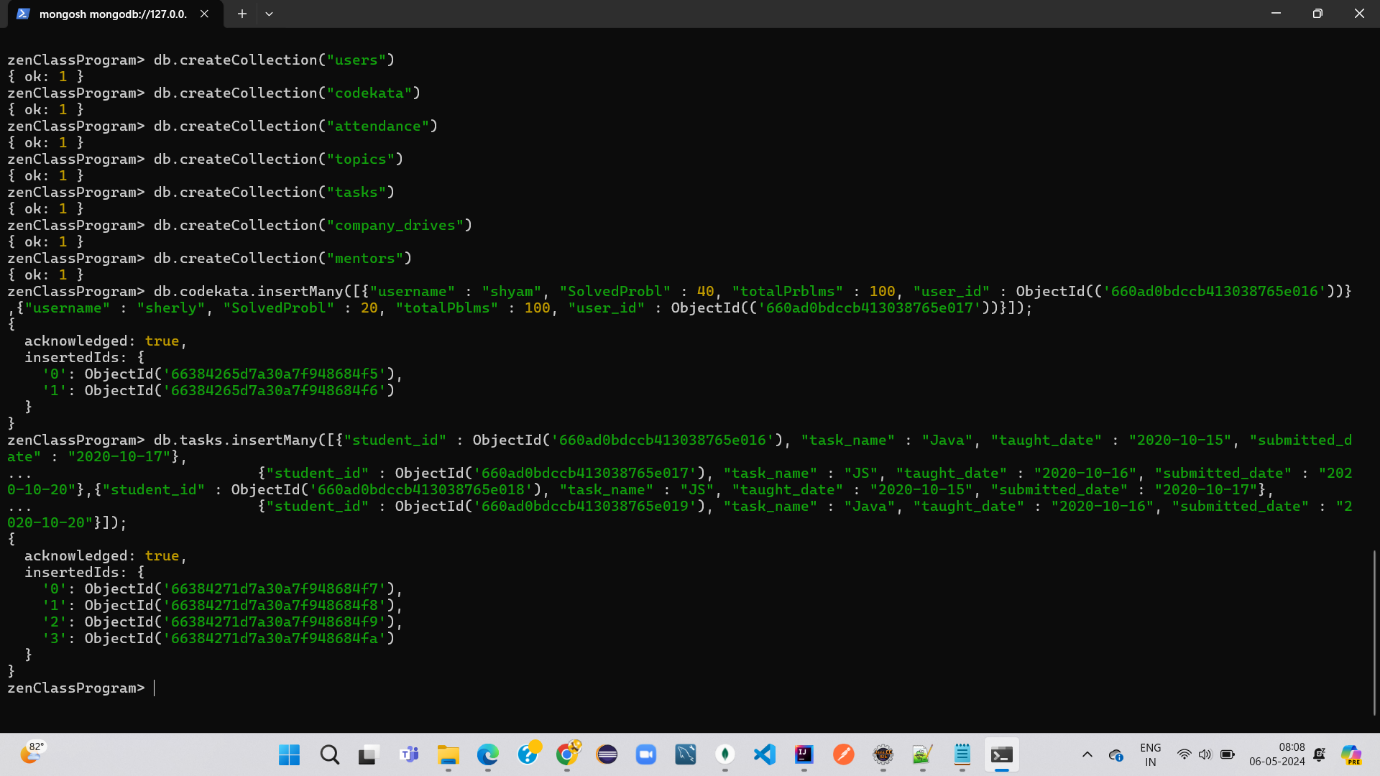 mongosh mongodb://127.0.0.
zenClassProgram> db.createCollection("users")
{ ok: 1 }
zenClassProgram> db.createCollection("codekata")
{ ok: 1 }
zenClassProgram> db.createCollection("attendance")
{ ok: 1 }
zenClassProgram> db.createCollection("topics")
{ ok: 1 }
zenClassProgram> db.createCollection("tasks")
{ ok: 1 }
zenClassProgram> db.createCollection("company_drives")
{ ok: 1 }
zenClassProgram> db.createCollection("mentors")
{ ok: 1 }
zenClassProgram> db.codekata.insertMany([{"username" : "shyam", "SolvedProbl" : 40, "totalPrblms" : 100, "user_id" : ObjectId(('660ad0bdccb413038765e016'))}
,{"username" : "sherly", "SolvedProbl" : 20, "totalPblms" : 100, "user_id" : ObjectId(('660ad0bdccb413038765e017'))}]);
{
  acknowledged: true,
  insertedIds: {
    '0': ObjectId('66384265d7a30a7f948684f5'),
    '1': ObjectId('66384265d7a30a7f948684f6')
  }
}
zenClassProgram> db.tasks.insertMany([{"student_id" : ObjectId('660ad0bdccb413038765e016'), "task_name" : "Java", "taught_date" : "2020-10-15", "submitted_d
ate" : "2020-10-17"},
...                          {"student_id" : ObjectId('660ad0bdccb413038765e017'), "task_name" : "JS", "taught_date" : "2020-10-16", "submitted_date" : "202
0-10-20"},{"student_id" : ObjectId('660ad0bdccb413038765e018'), "task_name" : "JS", "taught_date" : "2020-10-15", "submitted_date" : "2020-10-17"},
...                          {"student_id" : ObjectId('660ad0bdccb413038765e019'), "task_name" : "Java", "taught_date" : "2020-10-16", "submitted_date" : "2
020-10-20"}]);
{
  acknowledged: true,
  insertedIds: {
    '0': ObjectId('66384271d7a30a7f948684f7'),
    '1': ObjectId('66384271d7a30a7f948684f8'),
    '2': ObjectId('66384271d7a30a7f948684f9'),
    '3': ObjectId('66384271d7a30a7f948684fa')
  }
}
zenClassProgram>
82°
ENG
IN
08:08
06-05-2024
PRE